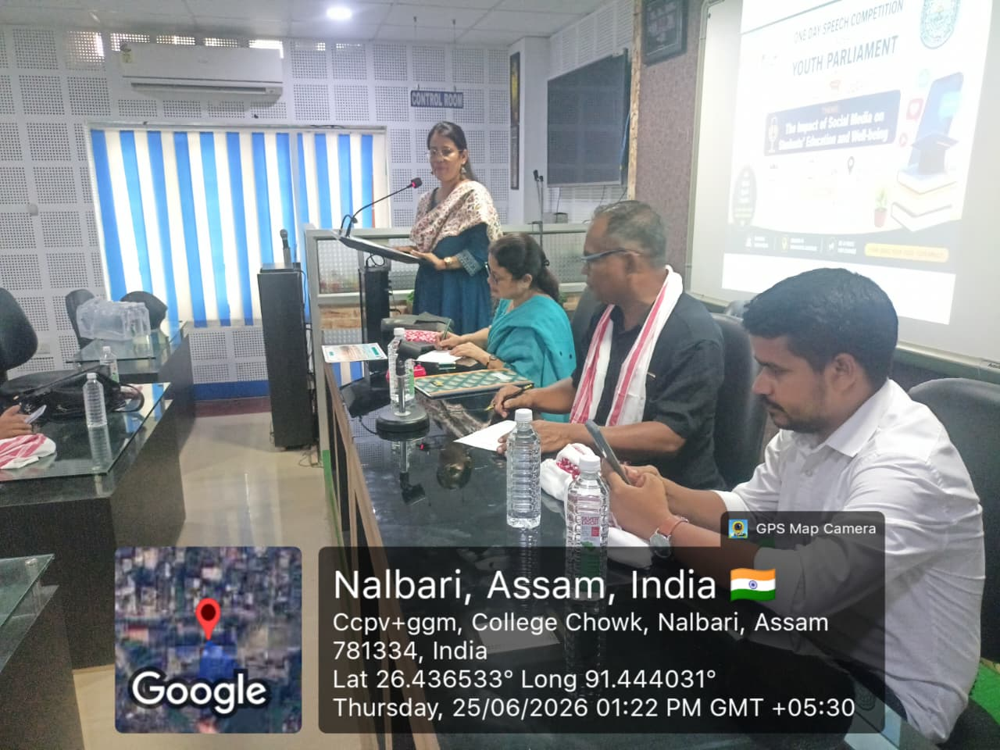 ONE DAY SPEECH COMPETITION
YOUTH PARLIAMENT
The Impact of Social Media on
Students' Education and Well-being
CONTROL ROOM
GPS Map Camera
Nalbari, Assam, India
Ccpv+ggm, College Chowk, Nalbari, Assam
781334, India
Lat 26.436533° Long 91.444031°
Thursday, 25/06/2026 01:22 PM GMT +05:30
Google